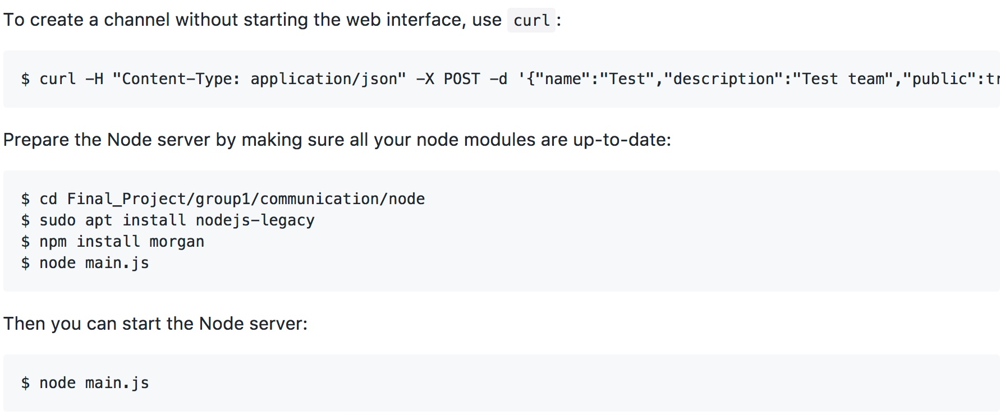 To create a channel without starting the web interface, use curl:
$ curl -H "Content-Type: application/json" -X POST -d '{"name":"Test","description":"Test team","public":tr
Prepare the Node server by making sure all your node modules are up-to-date:
$ cd Final_Project/group1/communication/node
$ sudo apt install nodejs-legacy
$ npm install morgan
$ node main.js
Then you can start the Node server:
$ node main.js